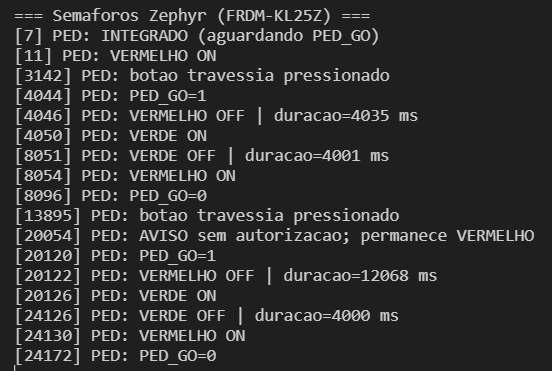 === Semaforos Zephyr (FRDM-KL25Z) ===
[7] PED: INTEGRADO (aguardando PED_GO)
[11] PED: VERMELHO ON
[3142] PED: botao travessia pressionado
[4044] PED: PED_GO=1
[4046] PED: VERMELHO OFF | duracao=4035 ms
[4050] PED: VERDE ON
[8051] PED: VERDE OFF | duracao=4001 ms
[8054] PED: VERMELHO ON
[8096] PED: PED_GO=0
[13895] PED: botao travessia pressionado
[20054] PED: AVISO sem autorizacao; permanece VERMELHO
[20120] PED: PED_GO=1
[20122] PED: VERMELHO OFF | duracao=12068 ms
[20126] PED: VERDE ON
[24126] PED: VERDE OFF | duracao=4000 ms
[24130] PED: VERMELHO ON
[24172] PED: PED_GO=0